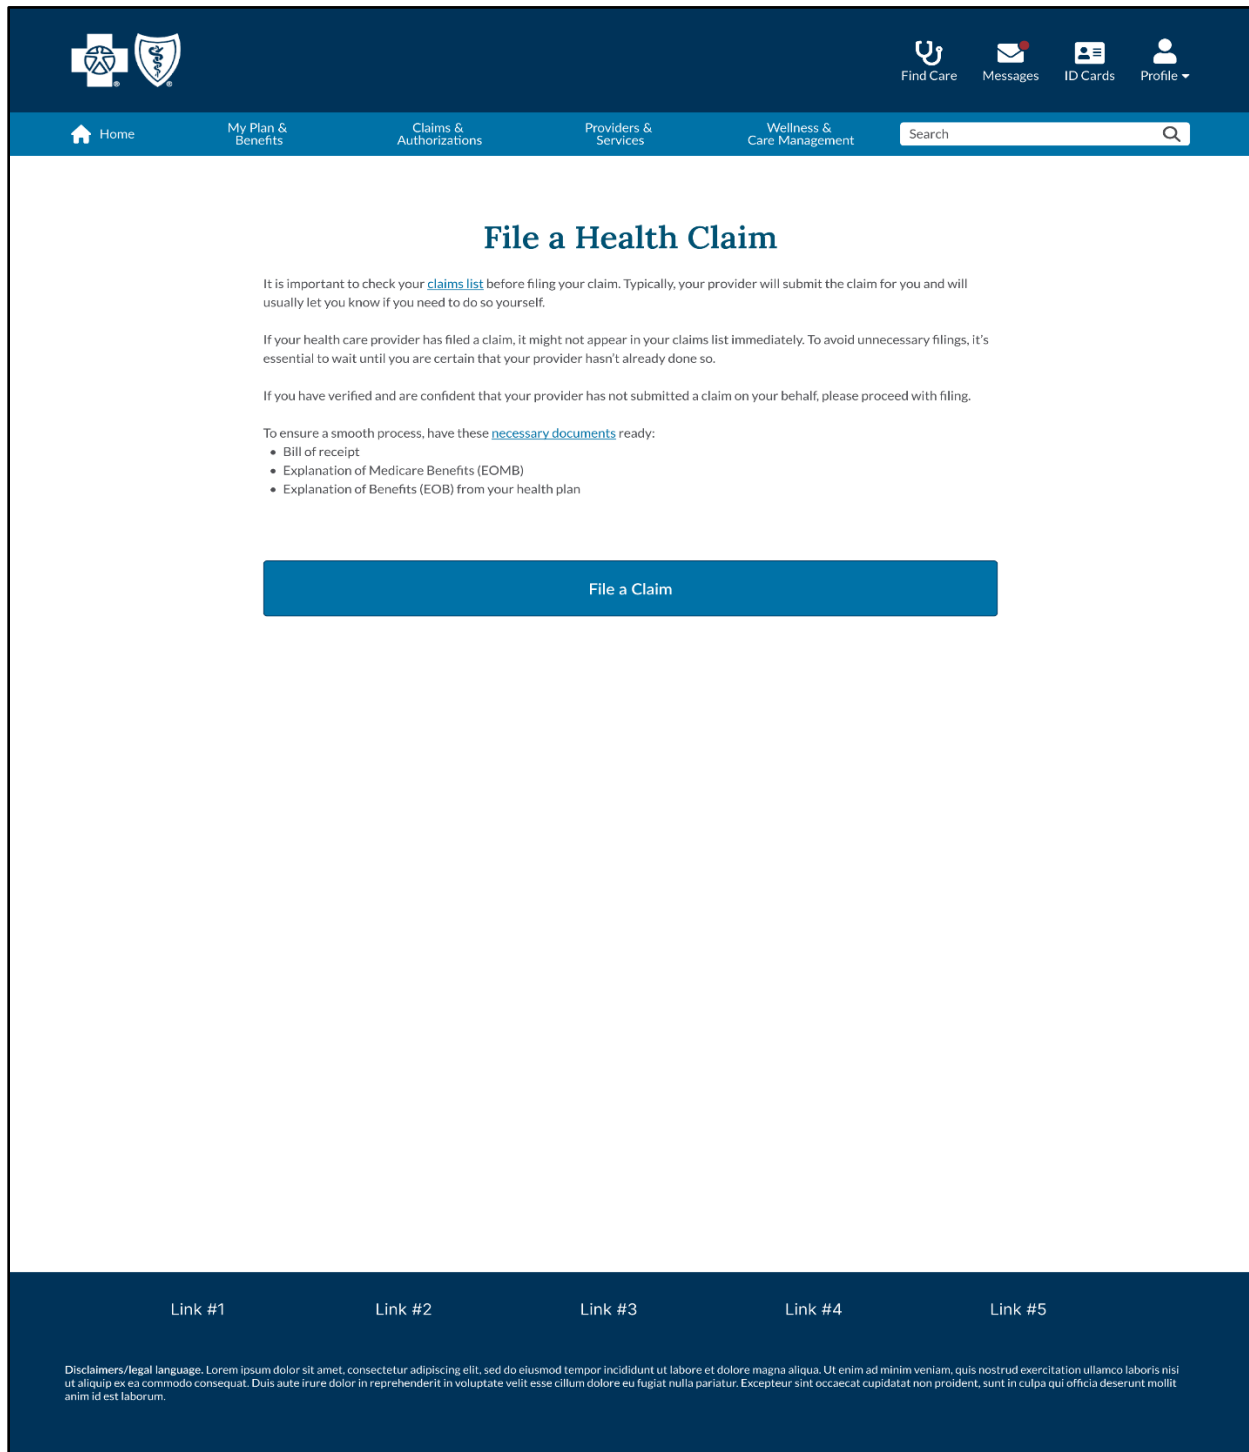 Find Care
Messages
ID Cards
Profile
Home
My Plan &
Benefits
Claims &
Authorizations
Providers &
Services
Wellness &
Care Management
Search
File a Health Claim
It is important to check your claims list before filing your claim. Typically, your provider will submit the claim for you and will
usually let you know if you need to do so yourself.
If your health care provider has filed a claim, it might not appear in your claims list immediately. To avoid unnecessary filings, it's
essential to wait until you are certain that your provider hasn't already done so.
If you have verified and are confident that your provider has not submitted a claim on your behalf, please proceed with filing.
To ensure a smooth process, have these necessary documents ready:
• Bill of receipt
• Explanation of Medicare Benefits (EOMB)
• Explanation of Benefits (EOB) from your health plan
File a Claim
Link #1 Link #2 Link #3 Link #4 Link #5
Disclaimers/legal language. Lorem ipsum dolor sit amet, consectetur adipiscing elit, sed do eiusmod tempor incididunt ut labore et dolore magna aliqua. Ut enim ad minim veniam, quis nostrud exercitation ullamco laboris nisi
ut aliquip ex ea commodo consequat. Duis aute irure dolor in reprehenderit in voluptate velit esse cillum dolore eu fugiat nulla pariatur. Excepteur sint occaecat cupidatat non proident, sunt in culpa qui officia deserunt mollit
anim id est laborum.